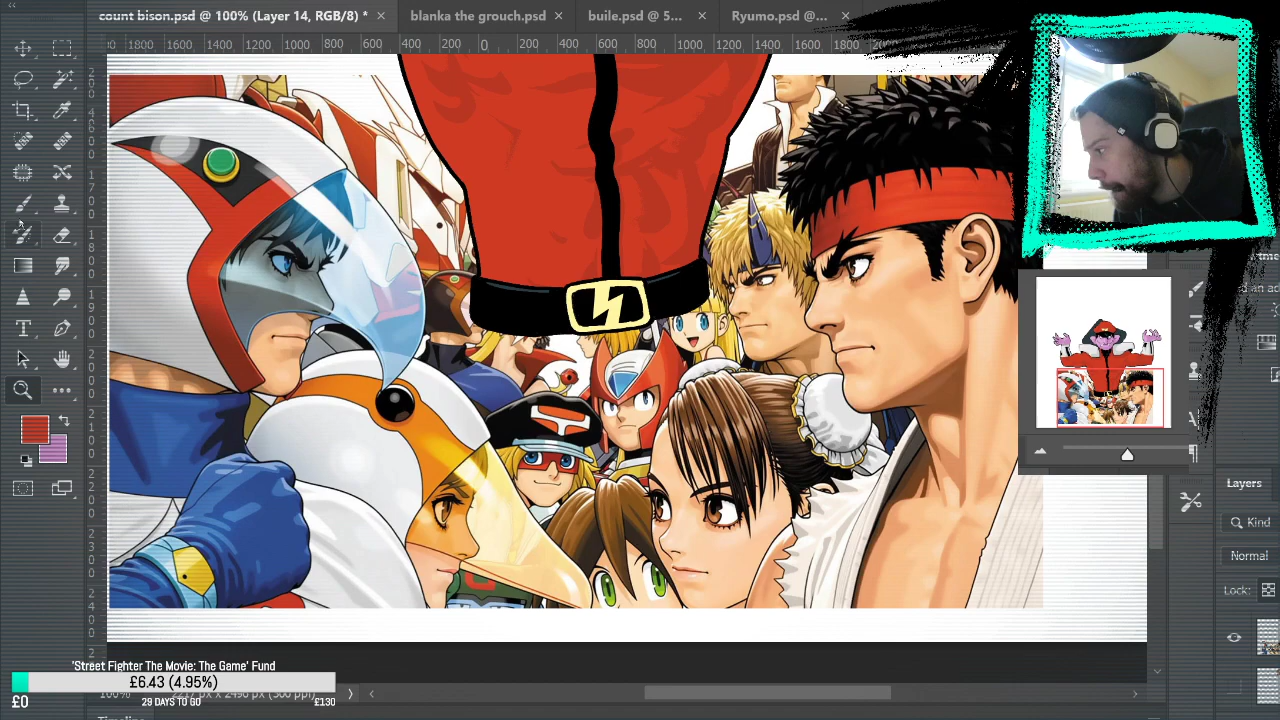 count bison.psd @ 100% (Layer 14, RGB/8) *
blanka the grouch.psd
buile.psd @ 5...
Ryumo.psd @...
1800 1600 1400 1200 1000 800 600 400 200 0 200 400 600 800 1000 1200 1400 1600 1800
Layers
Kind
Normal
Lock:
'Street Fighter The Movie: The Game' Fund
£6.43 (4.95%)
£0
29 DAYS TO GO
£130